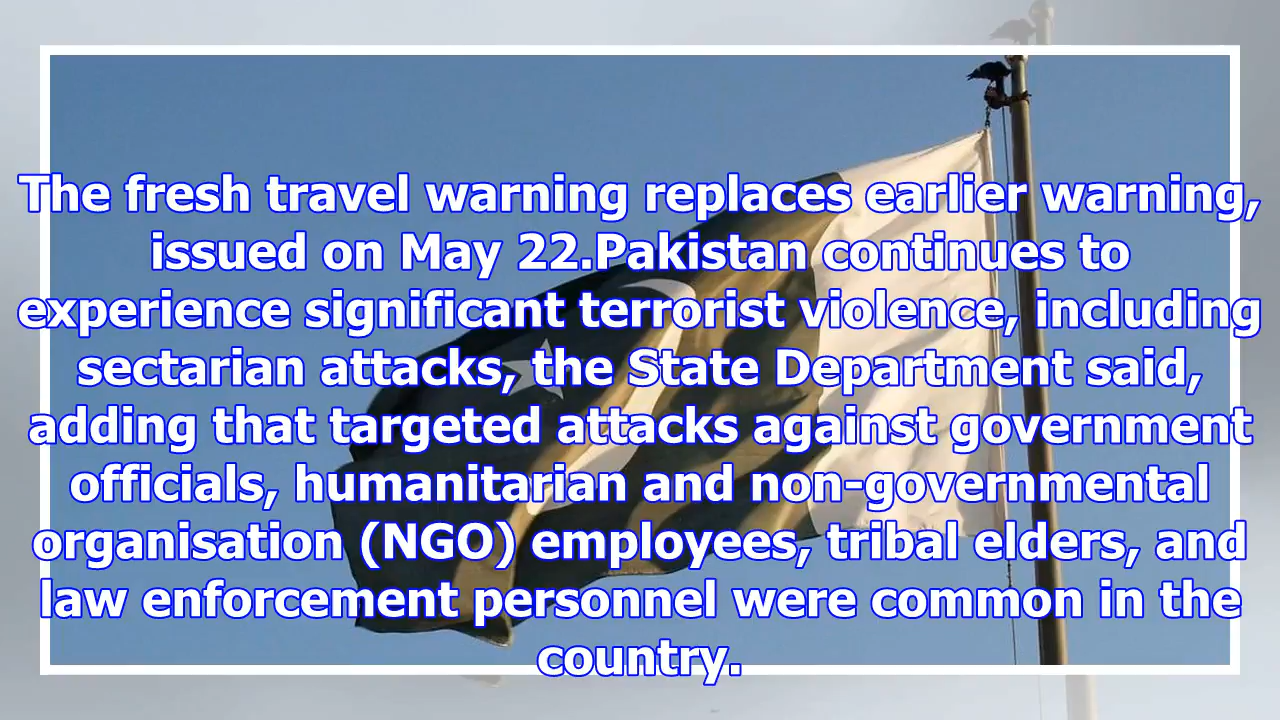 The fresh travel warning replaces earlier warning,
issued on May 22.Pakistan continues to
experience significant terrorist violence, including
sectarian attacks, the State Department said,
adding that targeted attacks against government
officials, humanitarian and non-governmental
organisation (NGO) employees, tribal elders, and
law enforcement personnel were common in the
country.